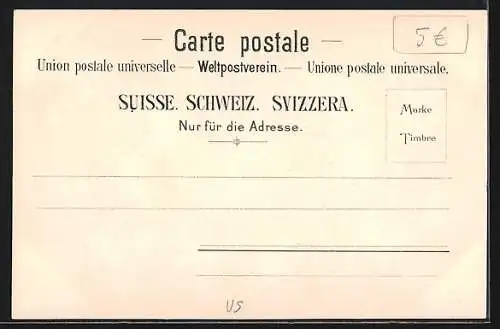 5 €
— Carte postale —
Union postale universelle — Weltpostverein. — Unione postale universale.
SUISSE. SCHWEIZ. SVIZZERA.
Nur für die Adresse.
Marke
Timbre
VS